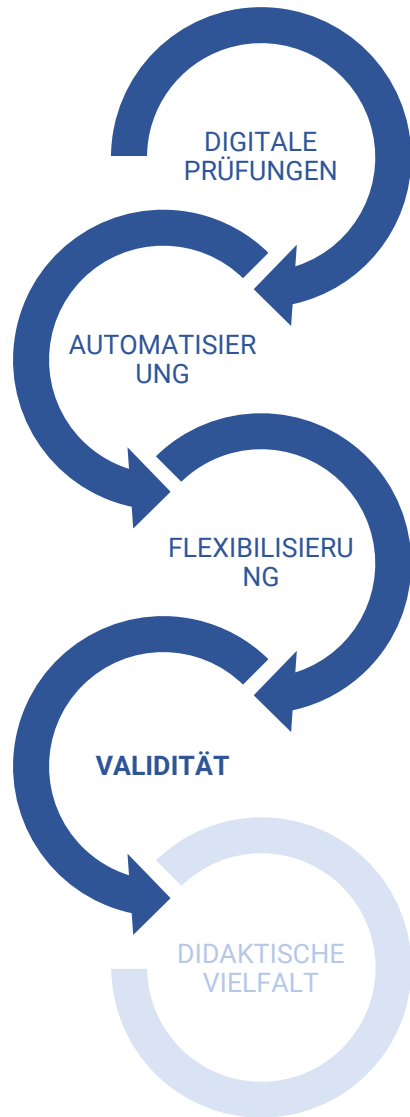 DIGITALE
PRÜFUNGEN
AUTOMATISIER
UNG
FLEXIBILISIERU
NG
VALIDITÄT
DIDAKTISCHE
VIELFALT